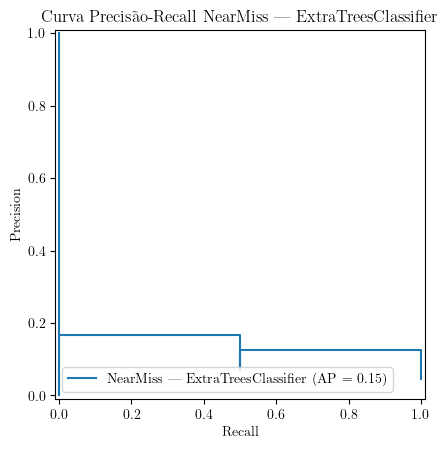 Curva Precisão-Recall NearMiss — ExtraTreesClassifier
1.0
0.8
0.6
0.4
0.2
0.0
Precision
NearMiss — ExtraTreesClassifier (AP = 0.15)
0.0 0.2 0.4 0.6 0.8 1.0
Recall